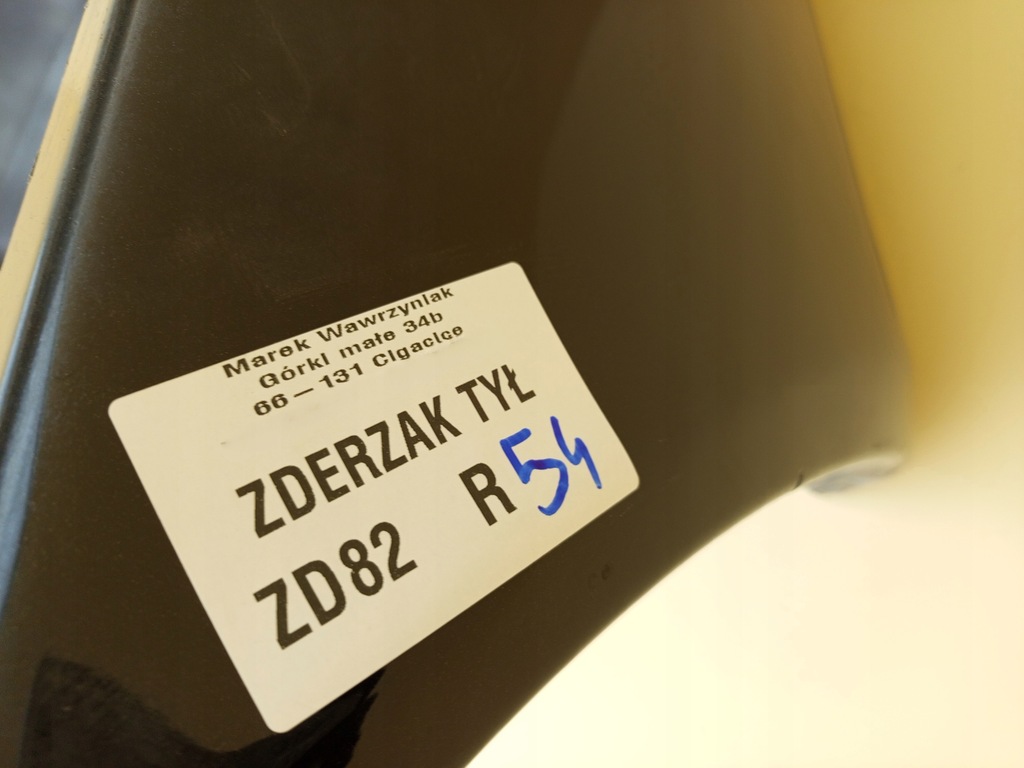 Marek Wawrzyniak
Górki małe 34b
66-131 Cigacice
ZDERZAK TYŁ
ZD82 R54